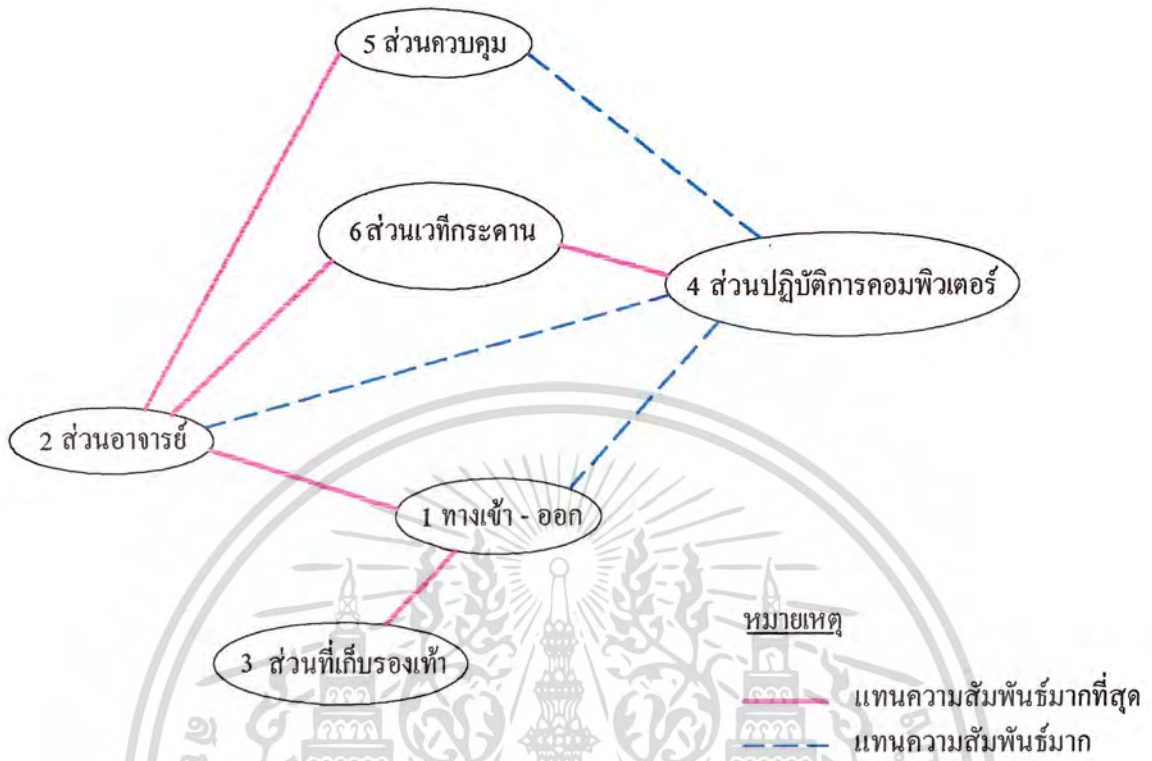 5 ส่วนควบคุม
6 ส่วนเวทีกระดาน
4 ส่วนปฏิบัติการคอมพิวเตอร์
2 ส่วนอาจารย์
1 ทางเข้า - ออก
3 ส่วนที่เก็บรองเท้า
หมายเหตุ
แทนความสัมพันธ์มากที่สุด
แทนความสัมพันธ์มาก